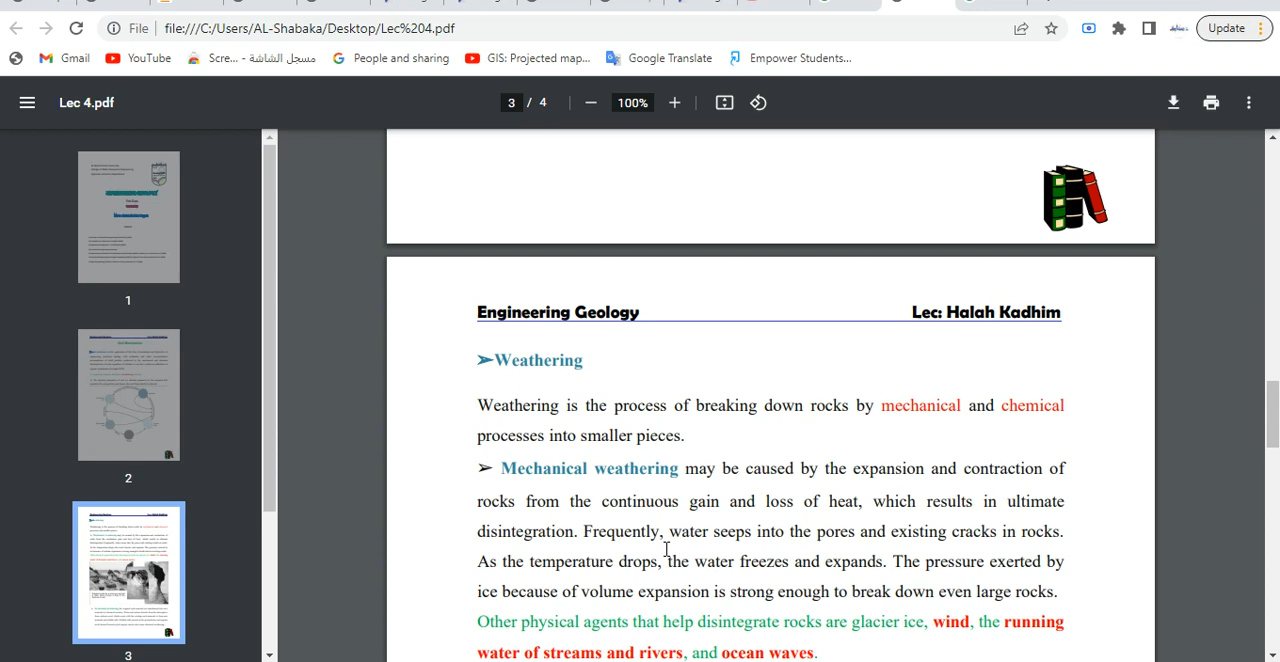 File
file:///C:/Users/AL-Shabaka/Desktop/Lec%204.pdf
Update
Gmail
YouTube
Scre... - مسجل الشاشة
People and sharing
GIS: Projected map...
Google Translate
Empower Students...
Lec 4.pdf
3 / 4
100%
1
2
3
Engineering Geology Lec: Halah Kadhim
➢Weathering
Weathering is the process of breaking down rocks by mechanical and chemical
processes into smaller pieces.
➢ Mechanical weathering may be caused by the expansion and contraction of
rocks from the continuous gain and loss of heat, which results in ultimate
disintegration. Frequently, water seeps into the pores and existing cracks in rocks.
As the temperature drops, the water freezes and expands. The pressure exerted by
ice because of volume expansion is strong enough to break down even large rocks.
Other physical agents that help disintegrate rocks are glacier ice, wind, the running
water of streams and rivers, and ocean waves.